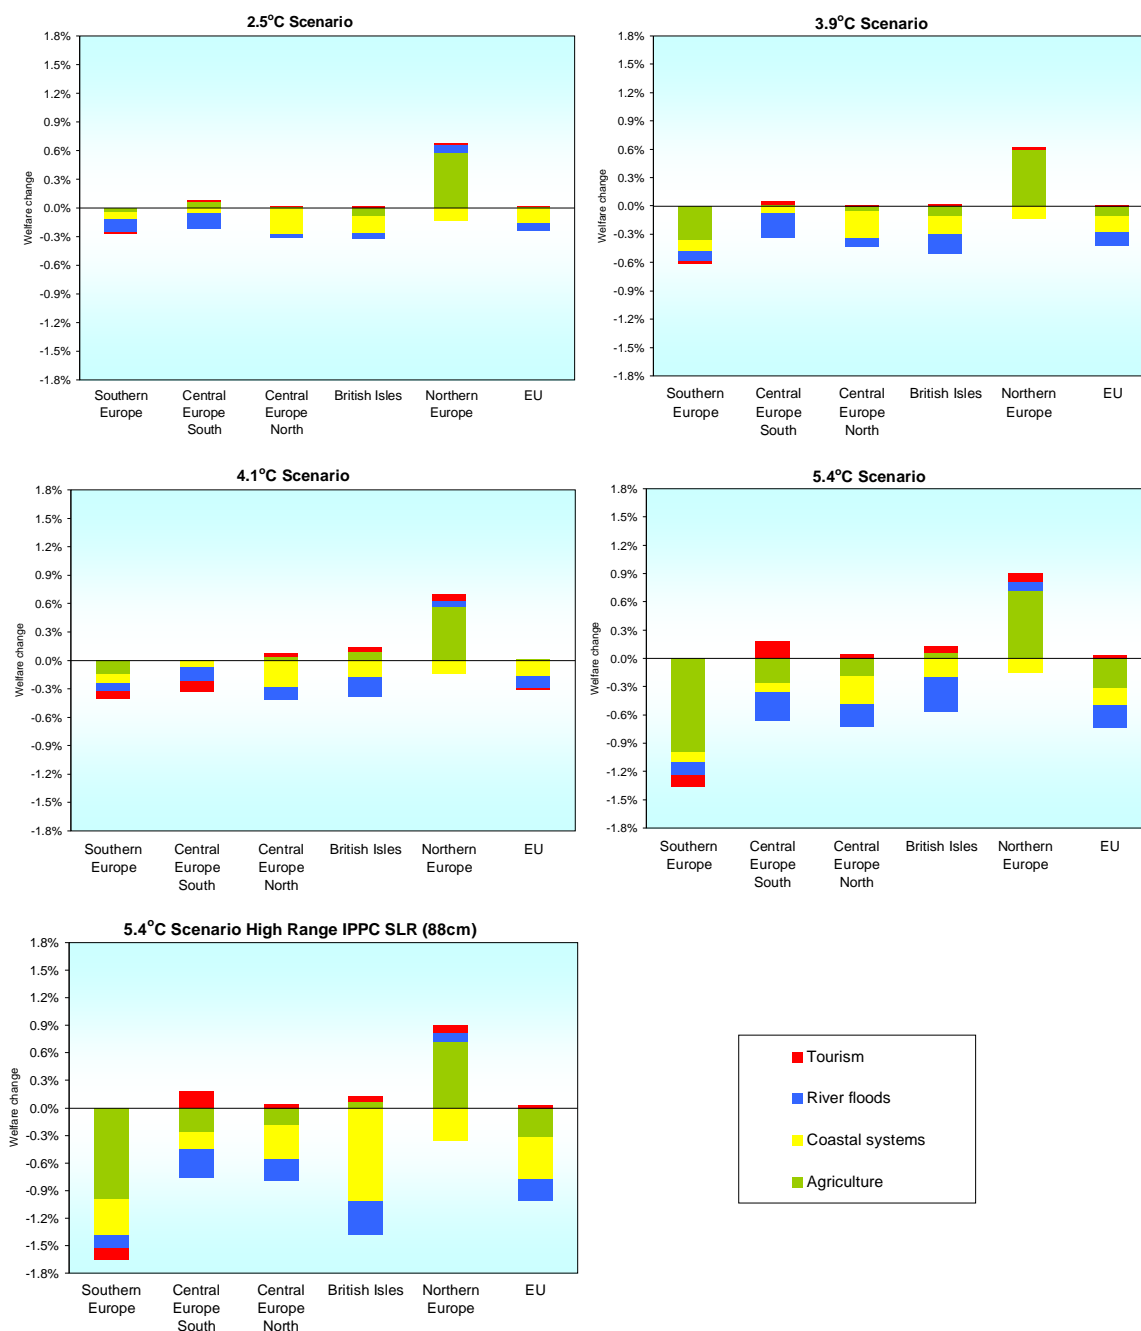 2.5°C Scenario
1.8%
1.5%
1.2%
0.9%
0.6%
0.3%
0.0%
-0.3%
-0.6%
-0.9%
-1.2%
-1.5%
-1.8%
Welfare change
Southern Europe
Central Europe South
Central Europe North
British Isles
Northern Europe
EU
3.9°C Scenario
1.8%
1.5%
1.2%
0.9%
0.6%
0.3%
0.0%
-0.3%
-0.6%
-0.9%
-1.2%
-1.5%
-1.8%
Welfare change
Southern Europe
Central Europe South
Central Europe North
British Isles
Northern Europe
EU
4.1°C Scenario
1.8%
1.5%
1.2%
0.9%
0.6%
0.3%
0.0%
-0.3%
-0.6%
-0.9%
-1.2%
-1.5%
-1.8%
Welfare change
Southern Europe
Central Europe South
Central Europe North
British Isles
Northern Europe
EU
5.4°C Scenario
1.8%
1.5%
1.2%
0.9%
0.6%
0.3%
0.0%
-0.3%
-0.6%
-0.9%
-1.2%
-1.5%
-1.8%
Welfare change
Southern Europe
Central Europe South
Central Europe North
British Isles
Northern Europe
EU
5.4°C Scenario High Range IPPC SLR (88cm)
1.8%
1.5%
1.2%
0.9%
0.6%
0.3%
0.0%
-0.3%
-0.6%
-0.9%
-1.2%
-1.5%
-1.8%
Welfare change
Southern Europe
Central Europe South
Central Europe North
British Isles
Northern Europe
EU
Tourism
River floods
Coastal systems
Agriculture